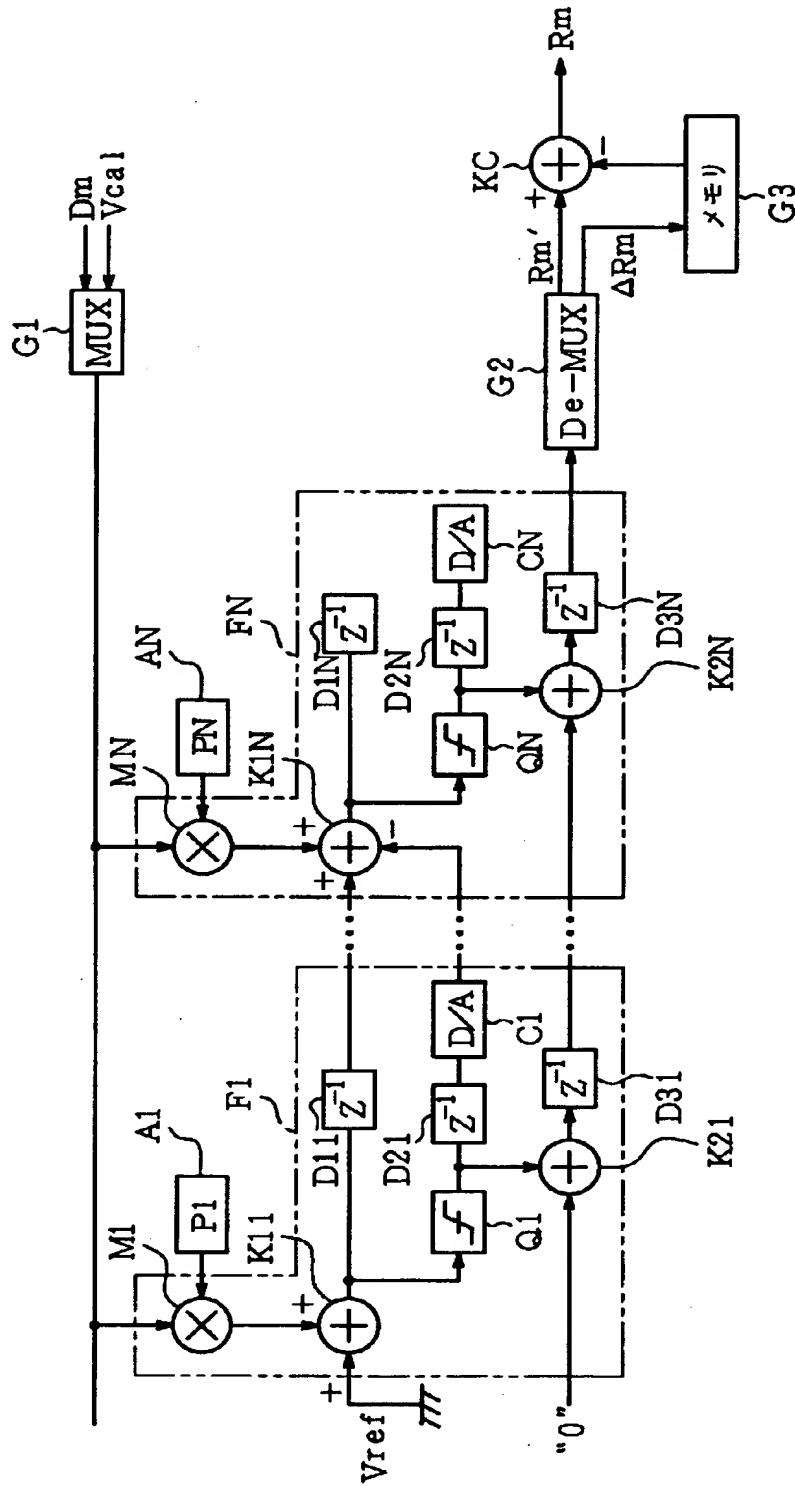 G1
MUX
Dm
Vcal
A1
P1
M1
K11
F1
D11
Z⁻¹
D21
Z⁻¹
D/A
C1
Q1
Z⁻¹
D31
K21
Vref
"0"
+
+
AN
PN
MN
K1N
FN
D1N
Z⁻¹
D2N
Z⁻¹
D/A
CN
QN
Z⁻¹
D3N
K2N
+
+
-
G2
De-MUX
Rm′
ΔRm
KC
+
-
Rm
メモリ
G3